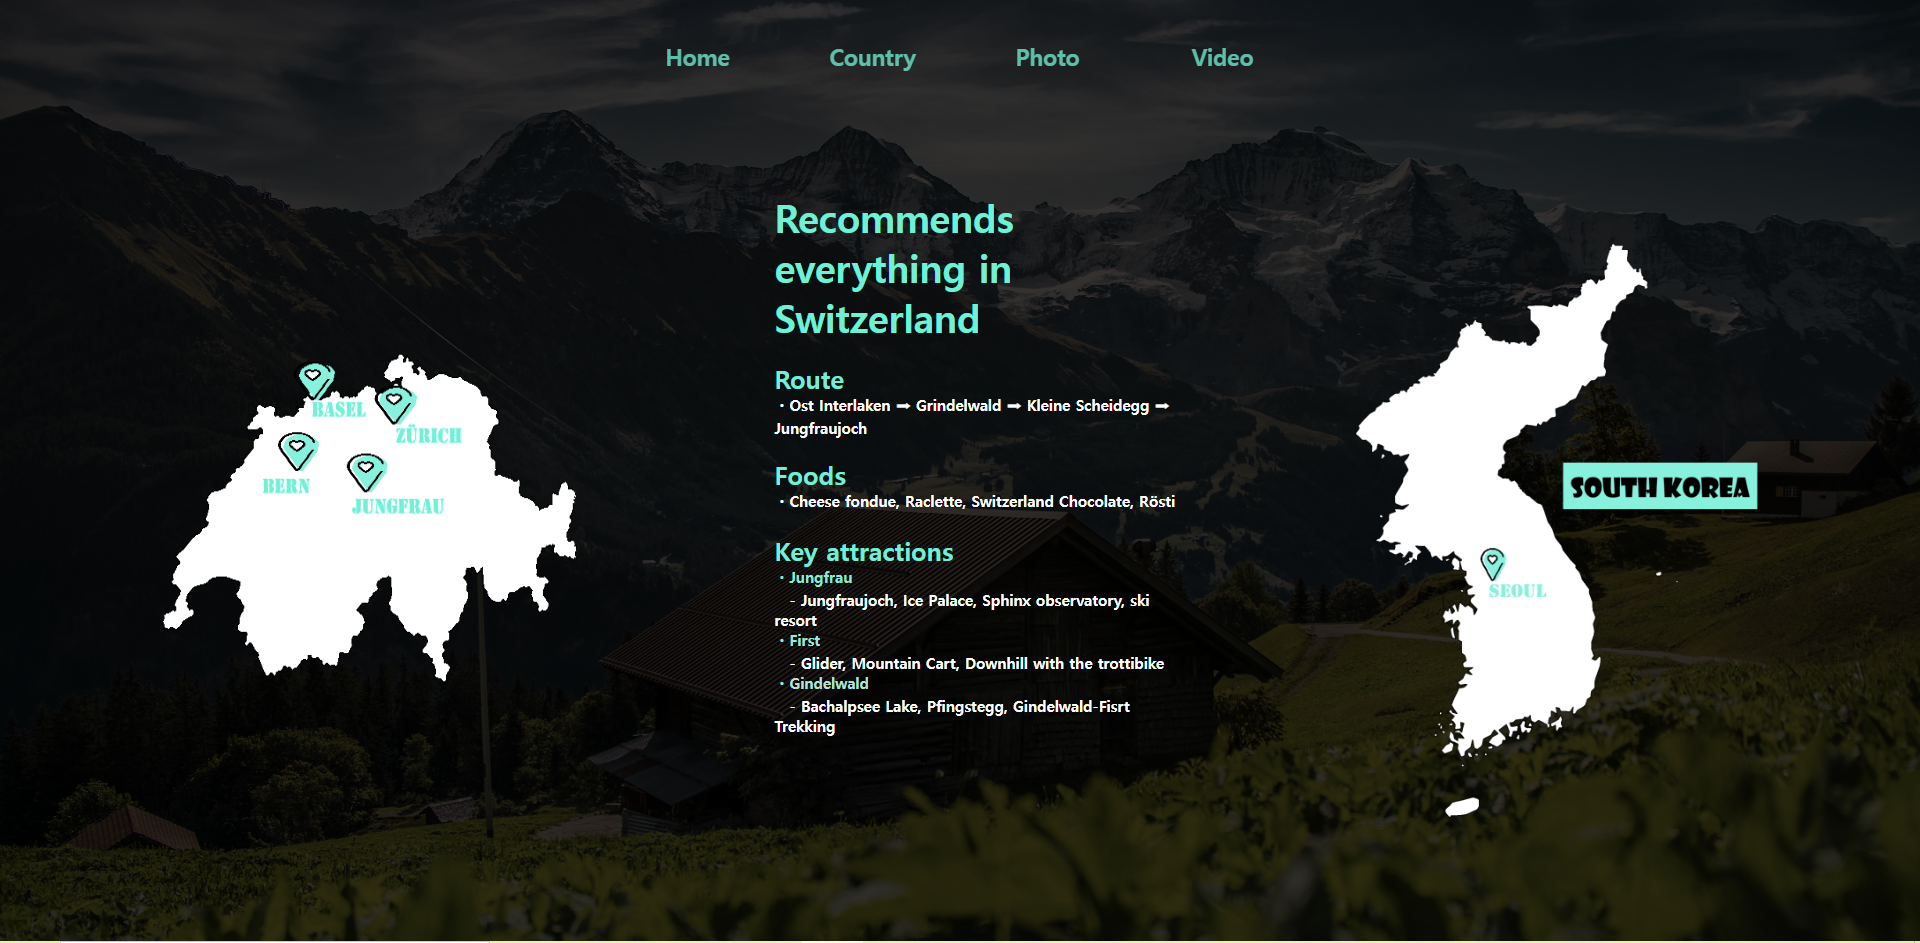 Home Country Photo Video
Recommends
everything in
Switzerland
Route
・Ost Interlaken ➡ Grindelwald ➡ Kleine Scheidegg ➡
Jungfraujoch
Foods
・Cheese fondue, Raclette, Switzerland Chocolate, Rösti
Key attractions
・Jungfrau
- Jungfraujoch, Ice Palace, Sphinx observatory, ski
resort
・First
- Glider, Mountain Cart, Downhill with the trottibike
・Gindelwald
- Bachalpsee Lake, Pfingstegg, Gindelwald-Fisrt
Trekking
BASEL
ZÜRICH
BERN
JUNGFRAU
SOUTH KOREA
SEOUL